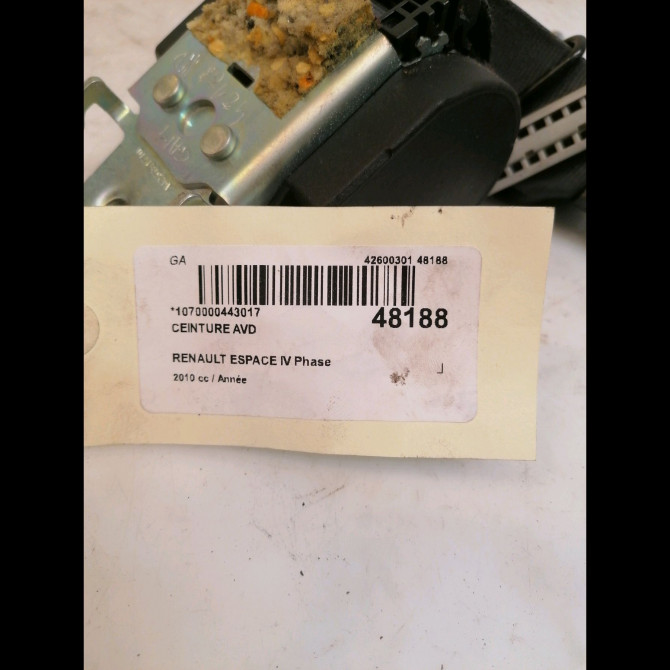 GA 42600301 48188
*1070000443017 48188
CEINTURE AVD
RENAULT ESPACE IV Phase
2010 cc / Année